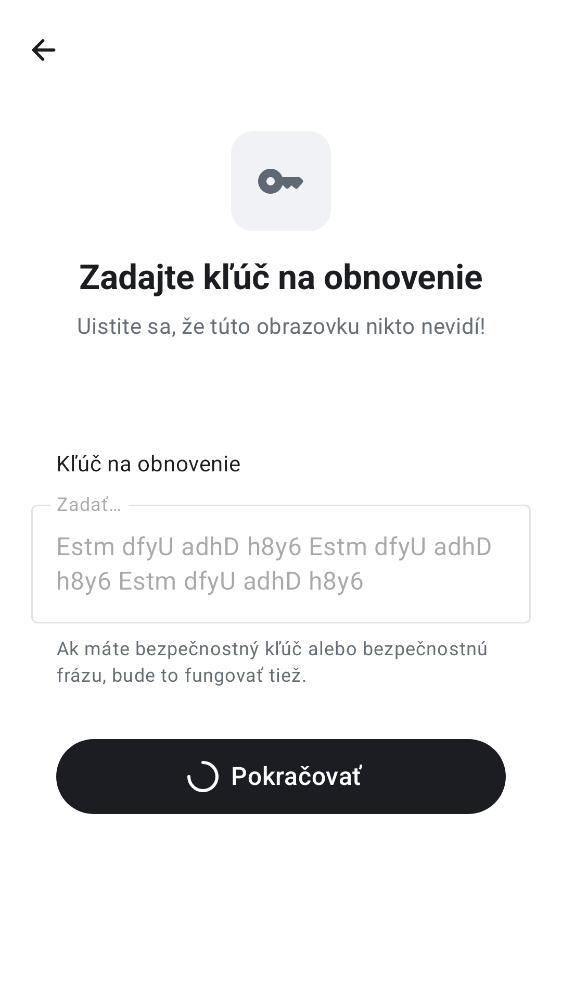 Zadajte kľúč na obnovenie
Uistite sa, že túto obrazovku nikto nevidí!
Kľúč na obnovenie
Zadať…
Estm dfyU adhD h8y6 Estm dfyU adhD
h8y6 Estm dfyU adhD h8y6
Ak máte bezpečnostný kľúč alebo bezpečnostnú
frázu, bude to fungovať tiež.
Pokračovať